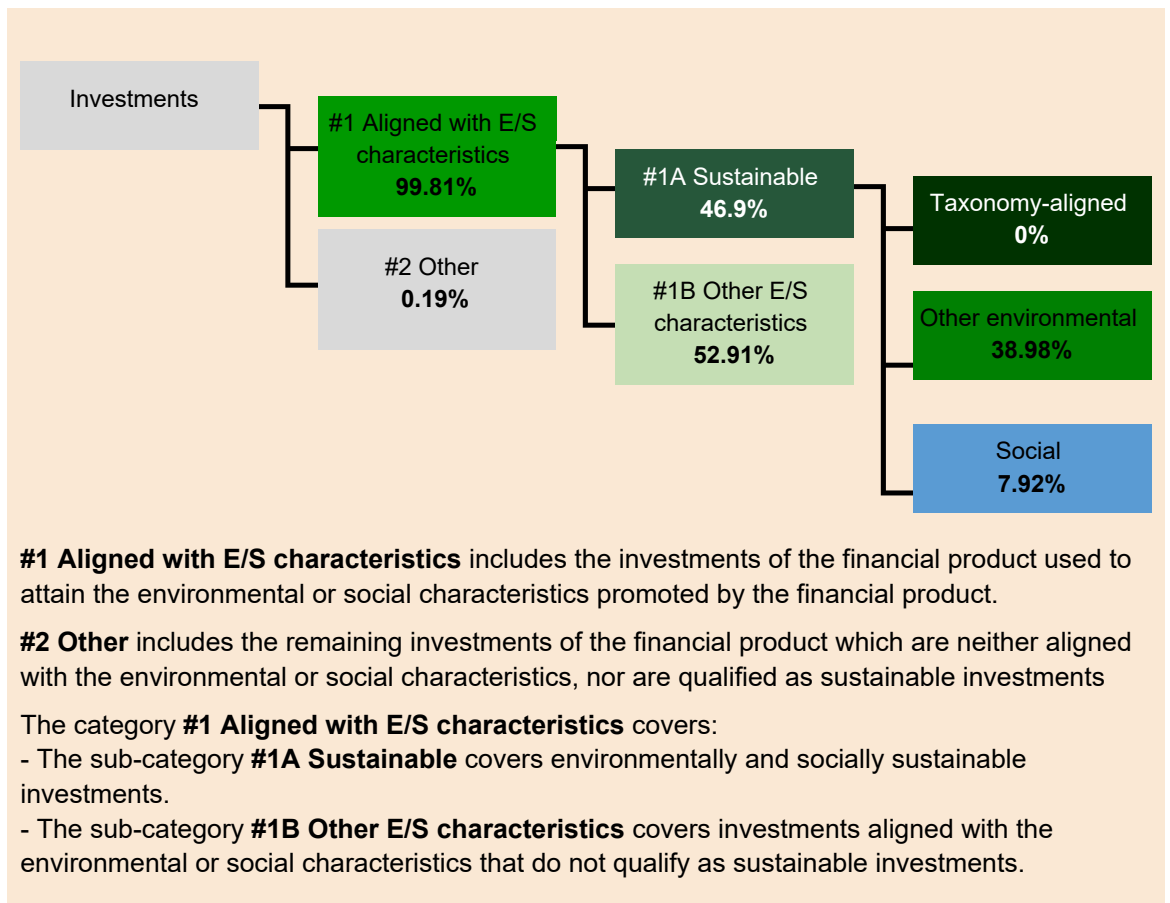 Investments
#1 Aligned with E/S
characteristics
99.81%
#2 Other
0.19%
#1A Sustainable
46.9%
#1B Other E/S
characteristics
52.91%
Taxonomy-aligned
0%
Other environmental
38.98%
Social
7.92%
#1 Aligned with E/S characteristics includes the investments of the financial product used to
attain the environmental or social characteristics promoted by the financial product.
#2 Other includes the remaining investments of the financial product which are neither aligned
with the environmental or social characteristics, nor are qualified as sustainable investments
The category #1 Aligned with E/S characteristics covers:
- The sub-category #1A Sustainable covers environmentally and socially sustainable
investments.
- The sub-category #1B Other E/S characteristics covers investments aligned with the
environmental or social characteristics that do not qualify as sustainable investments.